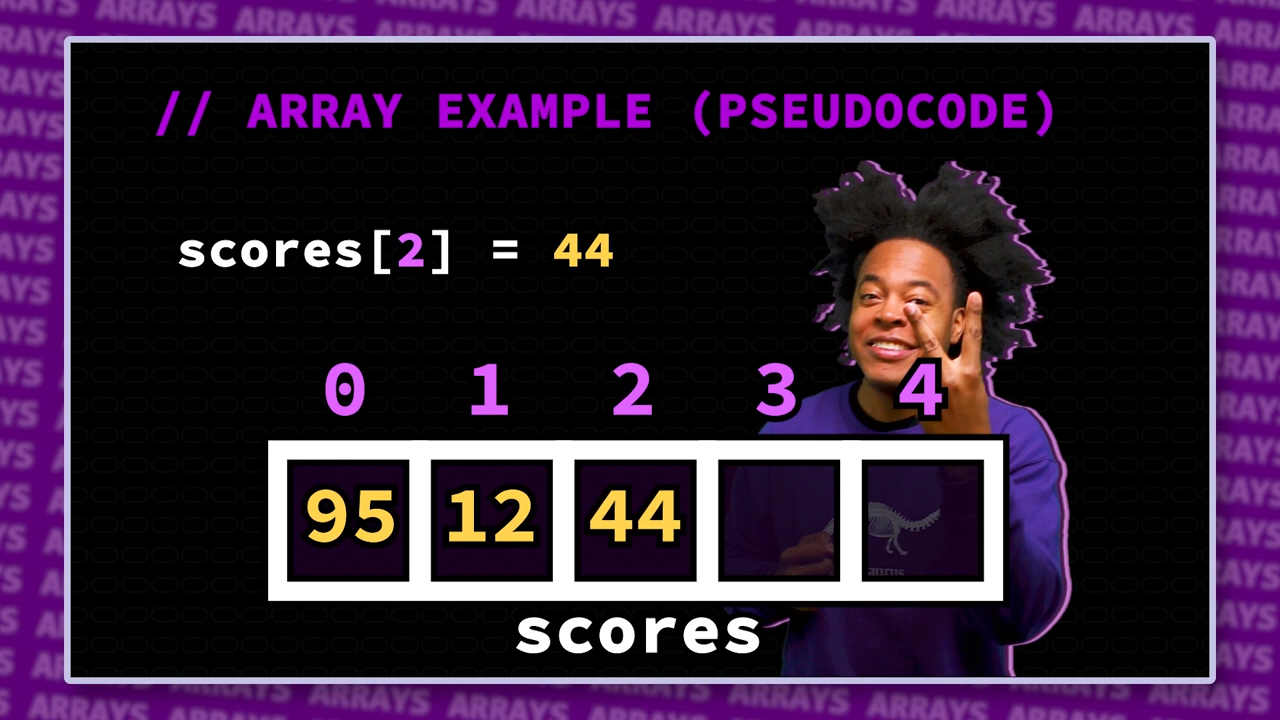 // ARRAY EXAMPLE (PSEUDOCODE)
scores[2] = 44
0 1 2 3 4
95 12 44
scores